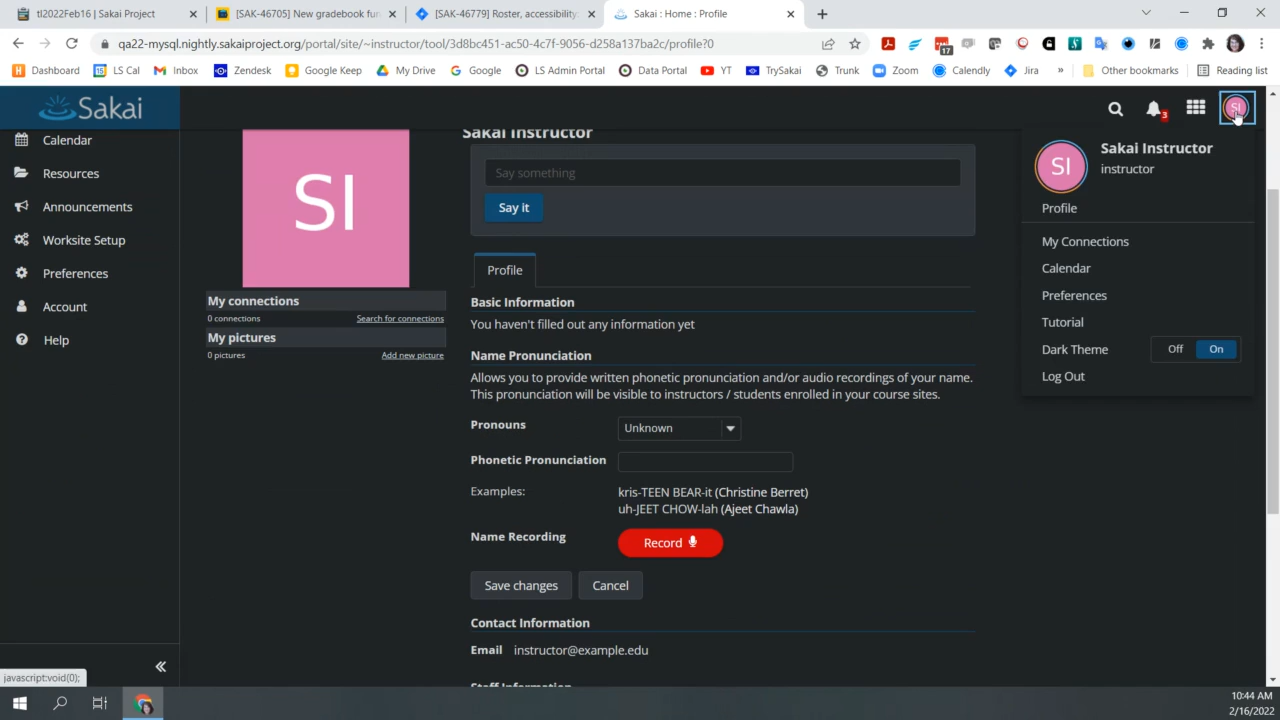 tl2022Feb16 | Sakai Project
[SAK-46705] New gradebook fun
[SAK-46779] Roster, accessibility:
Sakai : Home : Profile
qa22-mysql.nightly.sakaiproject.org/portal/site/~instructor/tool/3d8bc451-ac50-4c7f-9056-d258a137ba2c/profile?0
17
Dashboard
LS Cal
Inbox
Zendesk
Google Keep
My Drive
Google
LS Admin Portal
Data Portal
YT
TrySakai
Trunk
Zoom
Calendly
Jira
»
Other bookmarks
Reading list
Sakai
3
SI
Calendar
Resources
Announcements
Worksite Setup
Preferences
Account
Help
SI
My connections
0 connections
Search for connections
My pictures
0 pictures
Add new picture
Sakai Instructor
Say something
Say it
Profile
Basic Information
You haven't filled out any information yet
Name Pronunciation
Allows you to provide written phonetic pronunciation and/or audio recordings of your name.
This pronunciation will be visible to instructors / students enrolled in your course sites.
Pronouns
Unknown
Phonetic Pronunciation
Examples:
kris-TEEN BEAR-it (Christine Berret)
uh-JEET CHOW-lah (Ajeet Chawla)
Name Recording
Record
Save changes
Cancel
Contact Information
Email instructor@example.edu
Staff Information
SI
Sakai Instructor
instructor
Profile
My Connections
Calendar
Preferences
Tutorial
Dark Theme
Off
On
Log Out
javascript:void(0);
10:44 AM
2/16/2022